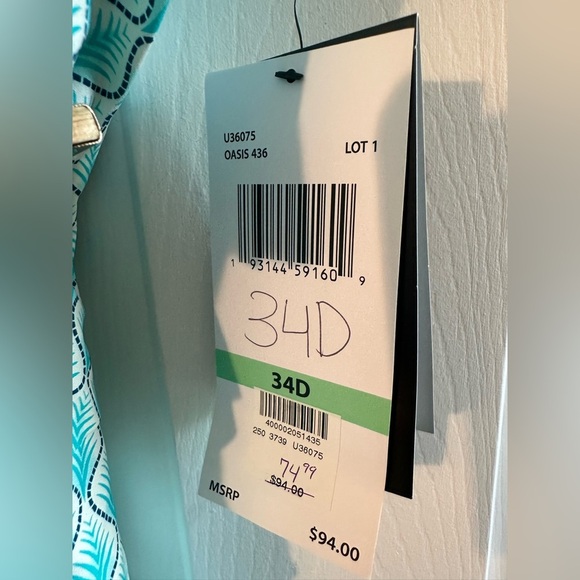 U36075
OASIS 436 LOT 1
1 93144 59160 9
34D
34D
400002051435
250 3739 U36075
74.99
$94.00
MSRP $94.00